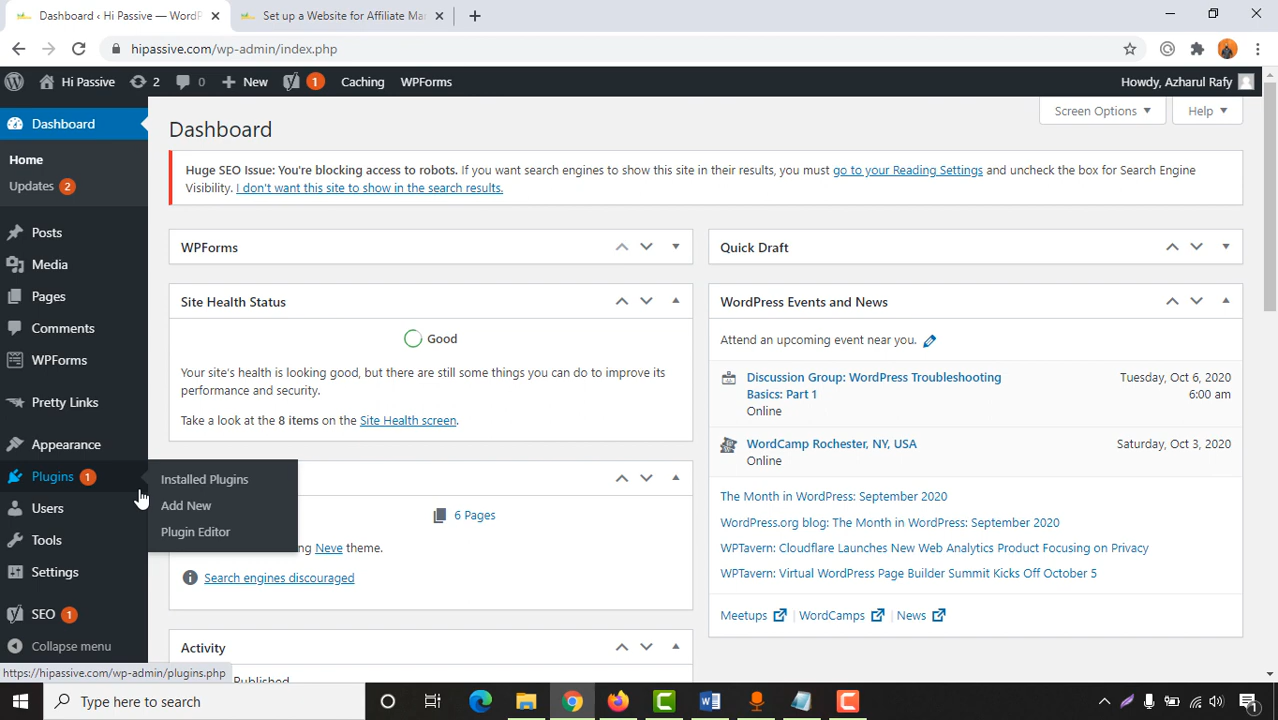 Dashboard ‹ Hi Passive — WordP
Set up a Website for Affiliate Mar
hipassive.com/wp-admin/index.php
Hi Passive 2 0 New 1 Caching WPForms Howdy, Azharul Rafy
Dashboard
Home
Updates 2
Posts
Media
Pages
Comments
WPForms
Pretty Links
Appearance
Plugins 1
Users
Tools
Settings
SEO 1
Collapse menu
Installed Plugins
Add New
Plugin Editor
Screen Options Help
Dashboard
Huge SEO Issue: You're blocking access to robots. If you want search engines to show this site in their results, you must go to your Reading Settings and uncheck the box for Search Engine
Visibility. I don't want this site to show in the search results.
WPForms
Site Health Status
Good
Your site's health is looking good, but there are still some things you can do to improve its
performance and security.
Take a look at the 8 items on the Site Health screen.
6 Pages
ng Neve theme.
Search engines discouraged
Activity
Published
Quick Draft
WordPress Events and News
Attend an upcoming event near you.
Discussion Group: WordPress Troubleshooting Tuesday, Oct 6, 2020
Basics: Part 1 6:00 am
Online
WordCamp Rochester, NY, USA Saturday, Oct 3, 2020
Online
The Month in WordPress: September 2020
WordPress.org blog: The Month in WordPress: September 2020
WPTavern: Cloudflare Launches New Web Analytics Product Focusing on Privacy
WPTavern: Virtual WordPress Page Builder Summit Kicks Off October 5
Meetups | WordCamps | News
https://hipassive.com/wp-admin/plugins.php
Type here to search